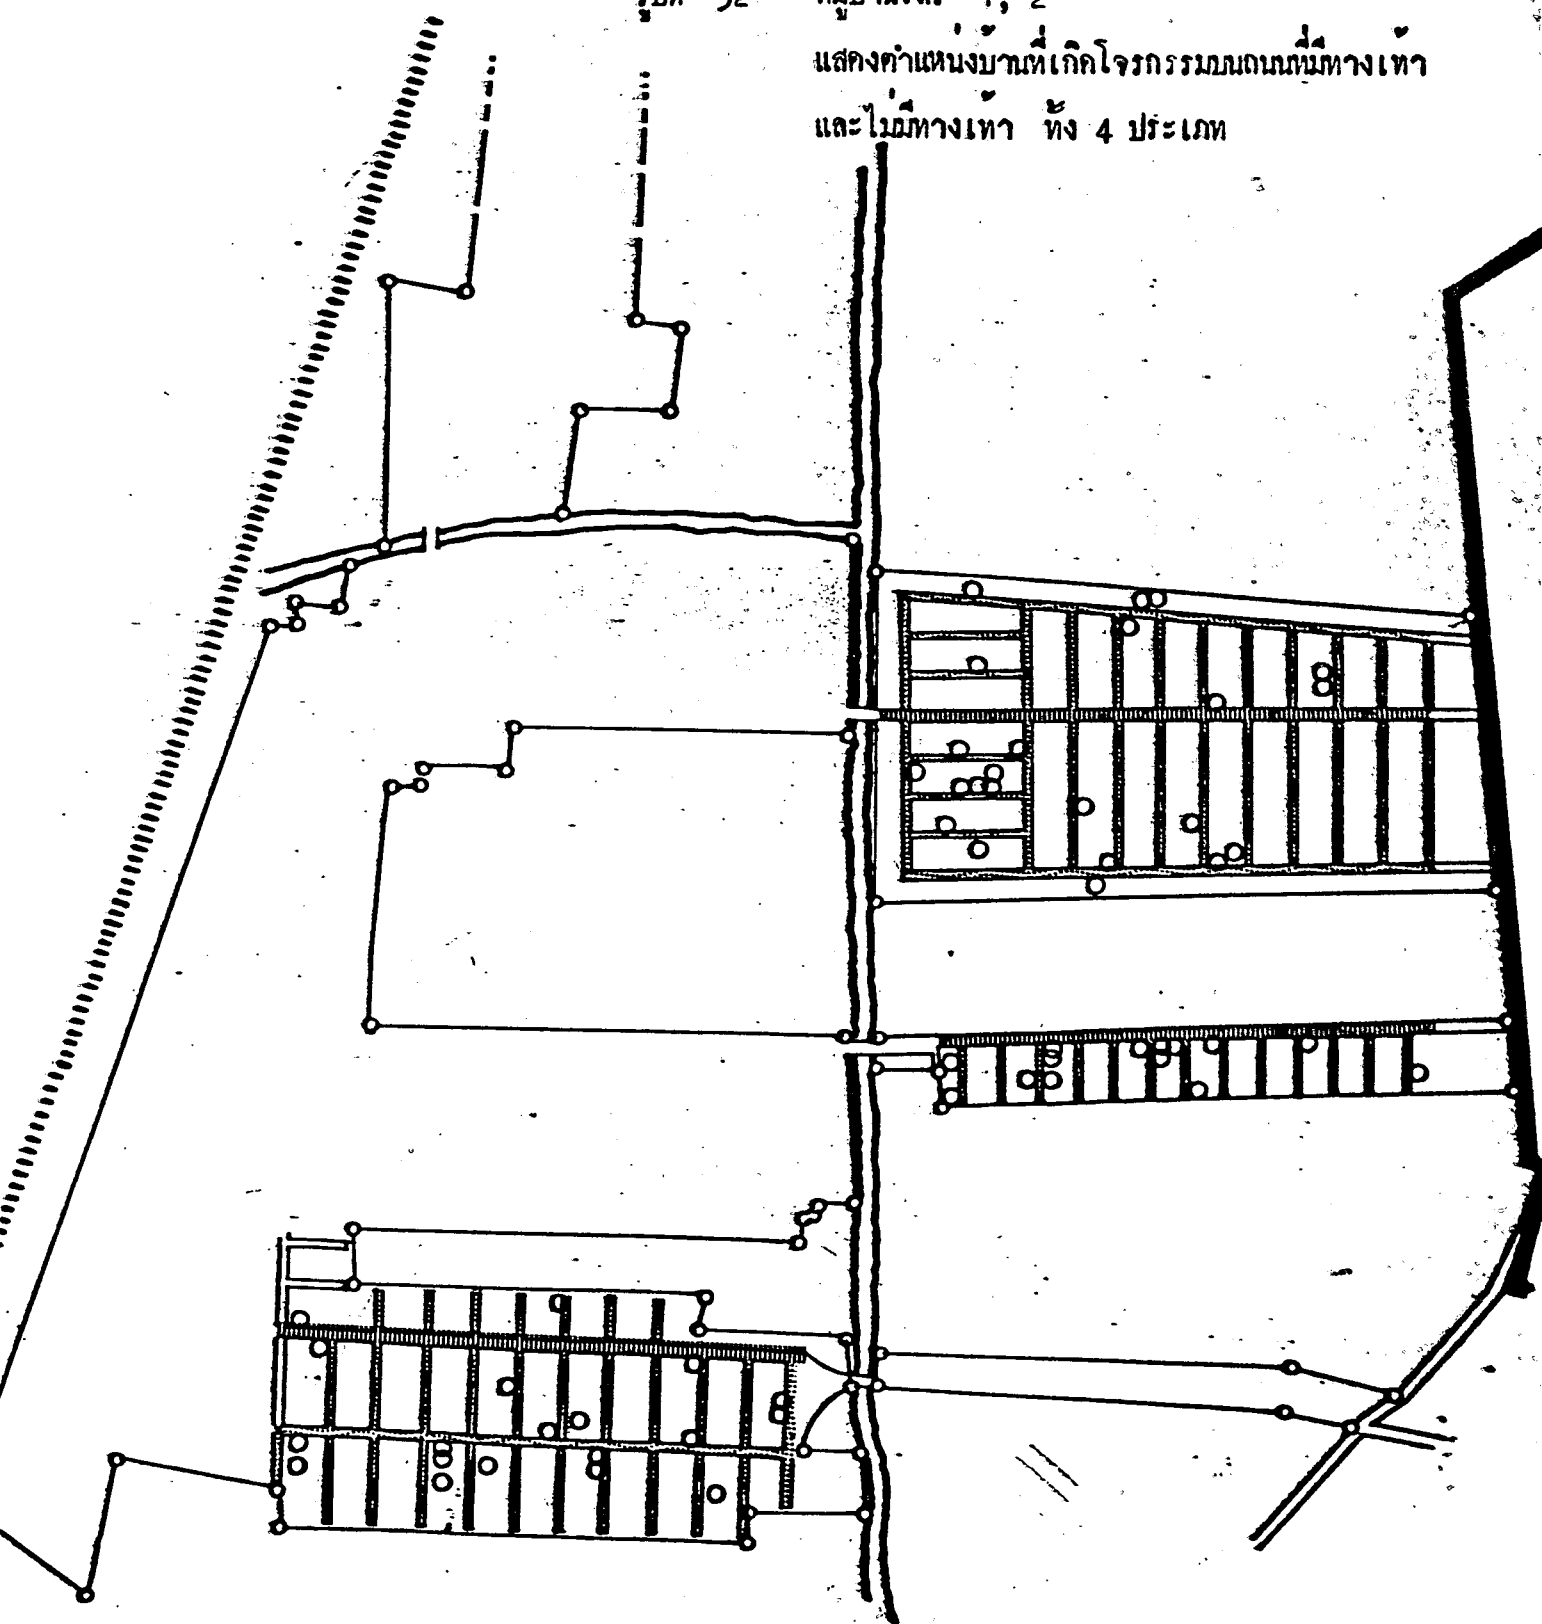 แสดงตำแหน่งบ้านที่เกิดโจรกรรมบนถนนที่มีทางเท้า
และไม่มีทางเท้า ทั้ง 4 ประเภท